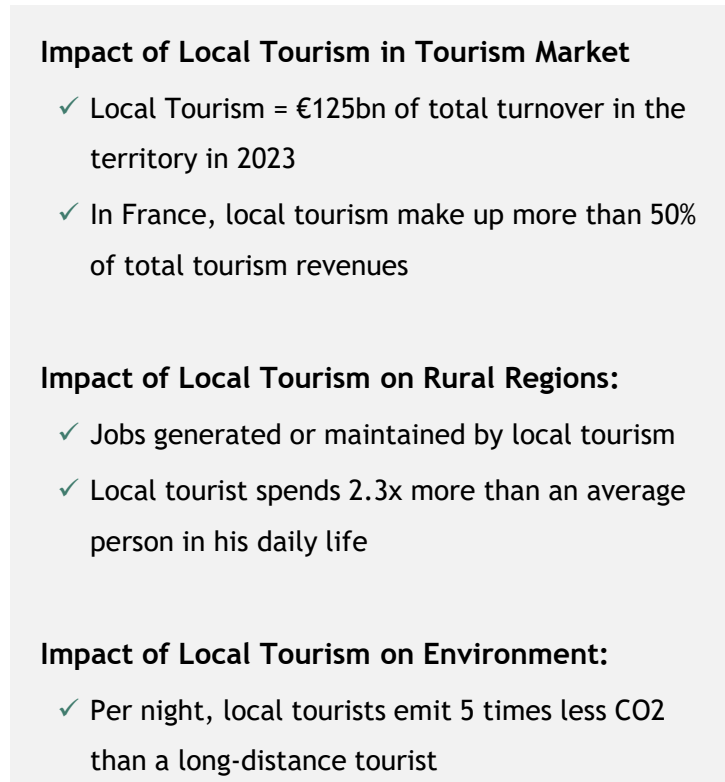 Impact of Local Tourism in Tourism Market
✓ Local Tourism = €125bn of total turnover in the
territory in 2023
✓ In France, local tourism make up more than 50%
of total tourism revenues
Impact of Local Tourism on Rural Regions:
✓ Jobs generated or maintained by local tourism
✓ Local tourist spends 2.3x more than an average
person in his daily life
Impact of Local Tourism on Environment:
✓ Per night, local tourists emit 5 times less CO2
than a long-distance tourist